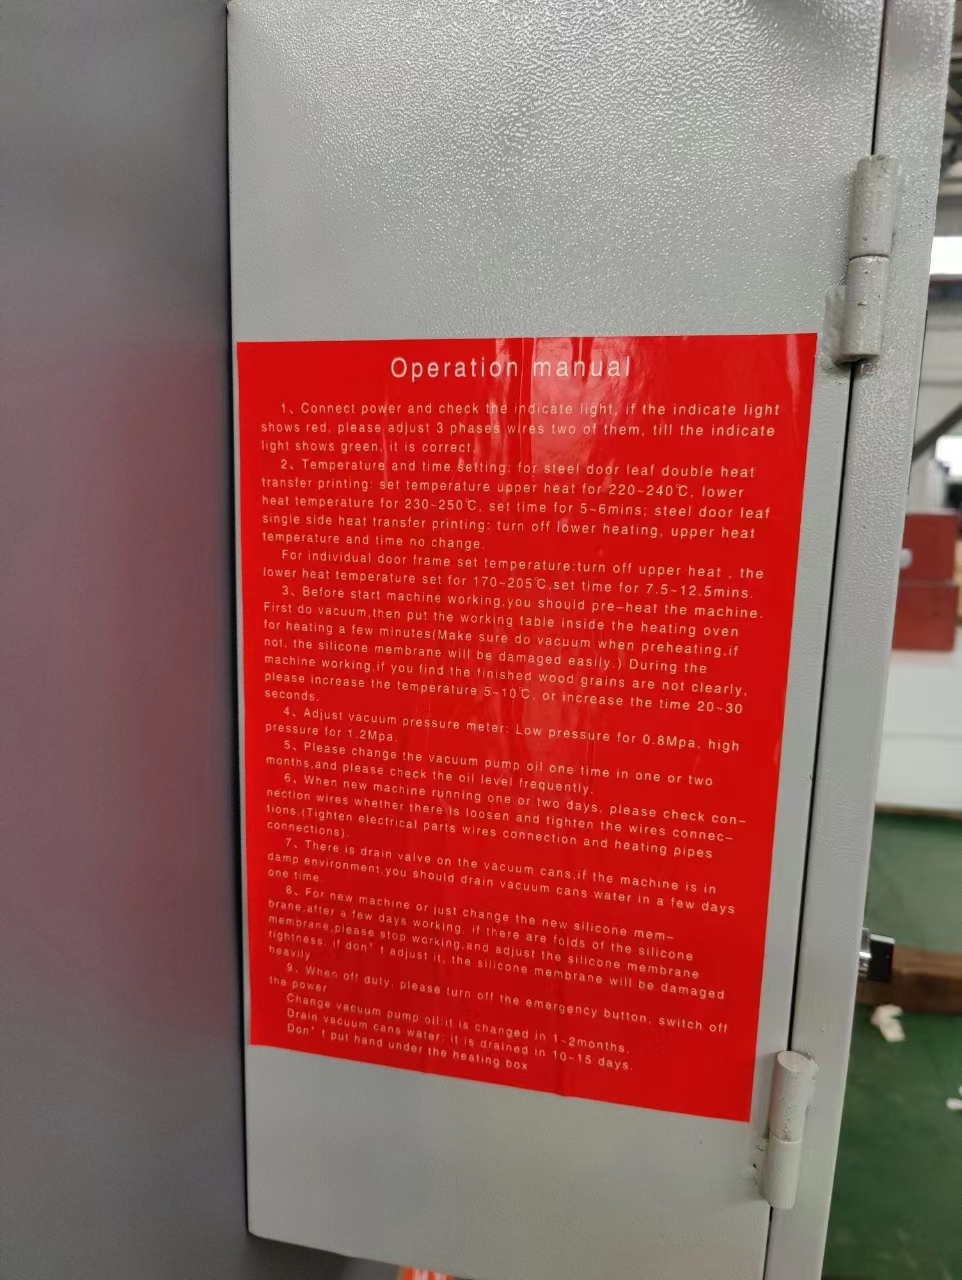 Operation manual
1、Connect power and check the indicate light, if the indicate light
shows red, please adjust 3 phases wires two of them, till the indicate
light shows green, it is correct.
2、Temperature and time setting: for steel door leaf double heat
transfer printing: set temperature upper heat for 220~240℃, lower
heat temperature for 230~250℃, set time for 5~6mins; steel door leaf
single side heat transfer printing: turn off lower heating, upper heat
temperature and time no change.
For individual door frame set temperature:turn off upper heat , the
lower heat temperature set for 170~205℃,set time for 7.5~12.5mins.
3、Before start machine working,you should pre-heat the machine.
First do vacuum,then put the working table inside the heating oven
for heating a few minutes(Make sure do vacuum when preheating,if
not, the silicone membrane will be damaged easily.) During the
machine working,if you find the finished wood grains are not clearly,
please increase the temperature 5~10℃, or increase the time 20~30
seconds.
4、Adjust vacuum pressure meter: Low pressure for 0.8Mpa, high
pressure for 1.2Mpa.
5、Please change the vacuum pump oil one time in one or two
months,and please check the oil level frequently.
6、When new machine running one or two days, please check con-
nection wires whether there is loosen and tighten the wires connec-
tions.(Tighten electrical parts wires connection and heating pipes
connections).
7、There is drain valve on the vacuum cans,if the machine is in
damp environment,you should drain vacuum cans water in a few days
one time.
8、For new machine or just change the new silicone mem-
brane,after a few days working, if there are folds of the silicone
membrane,please stop working,and adjust the silicone membrane
tightness, if don't adjust it, the silicone membrane will be damaged
heavily
9、When off duty, please turn off the emergency button, switch off
the power
Change vacuum pump oil:it is changed in 1~2months.
Drain vacuum cans water: it is drained in 10~15 days.
Don't put hand under the heating box